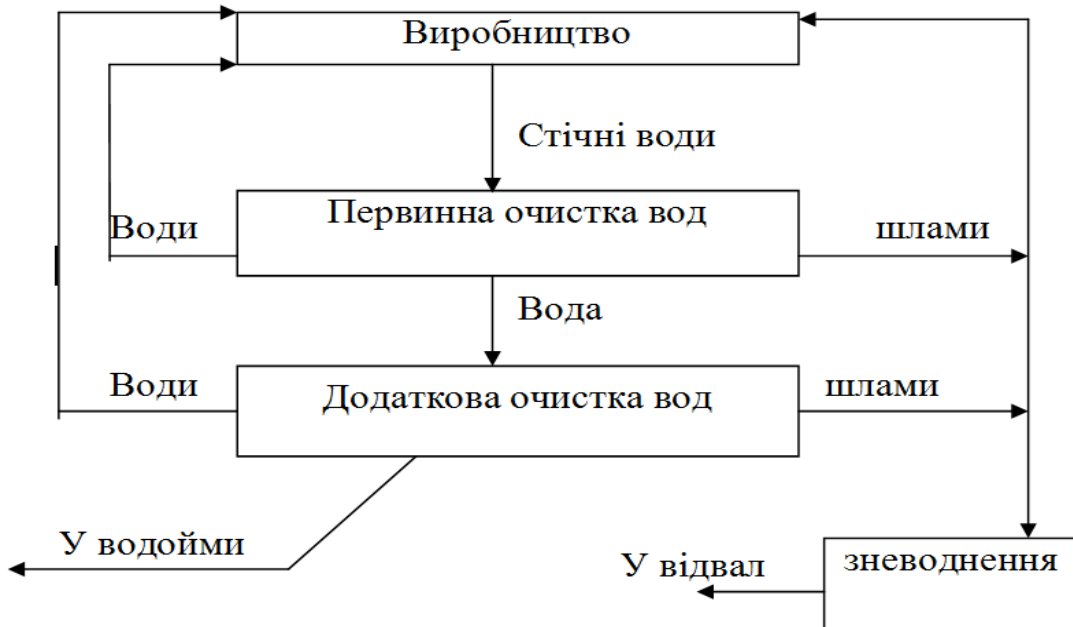 Виробництво
Стічні води
Первинна очистка вод
Води
шлами
Вода
Додаткова очистка вод
Води
шлами
У водойми
У відвал
зневоднення